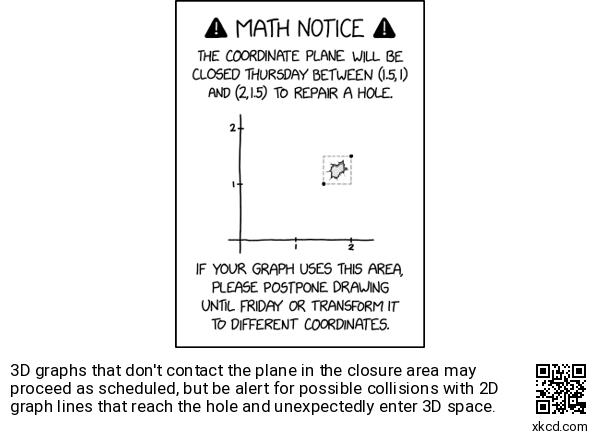 MATH NOTICE
THE COORDINATE PLANE WILL BE
CLOSED THURSDAY BETWEEN (1.5,1)
AND (2,1.5) TO REPAIR A HOLE.
2
1
1 2
IF YOUR GRAPH USES THIS AREA,
PLEASE POSTPONE DRAWING
UNTIL FRIDAY OR TRANSFORM IT
TO DIFFERENT COORDINATES.
3D graphs that don't contact the plane in the closure area may
proceed as scheduled, but be alert for possible collisions with 2D
graph lines that reach the hole and unexpectedly enter 3D space.
xkcd.com